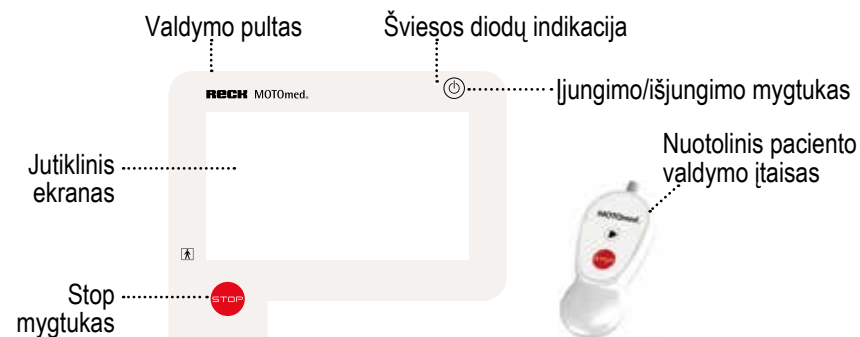 Valdymo pultas
Šviesos diodų indikacija
RECK MOTOmed.
Įjungimo/išjungimo mygtukas
Nuotolinis paciento
valdymo įtaisas
Jutiklinis
ekranas
MOTOmed.
STOP
Stop
mygtukas
STOP